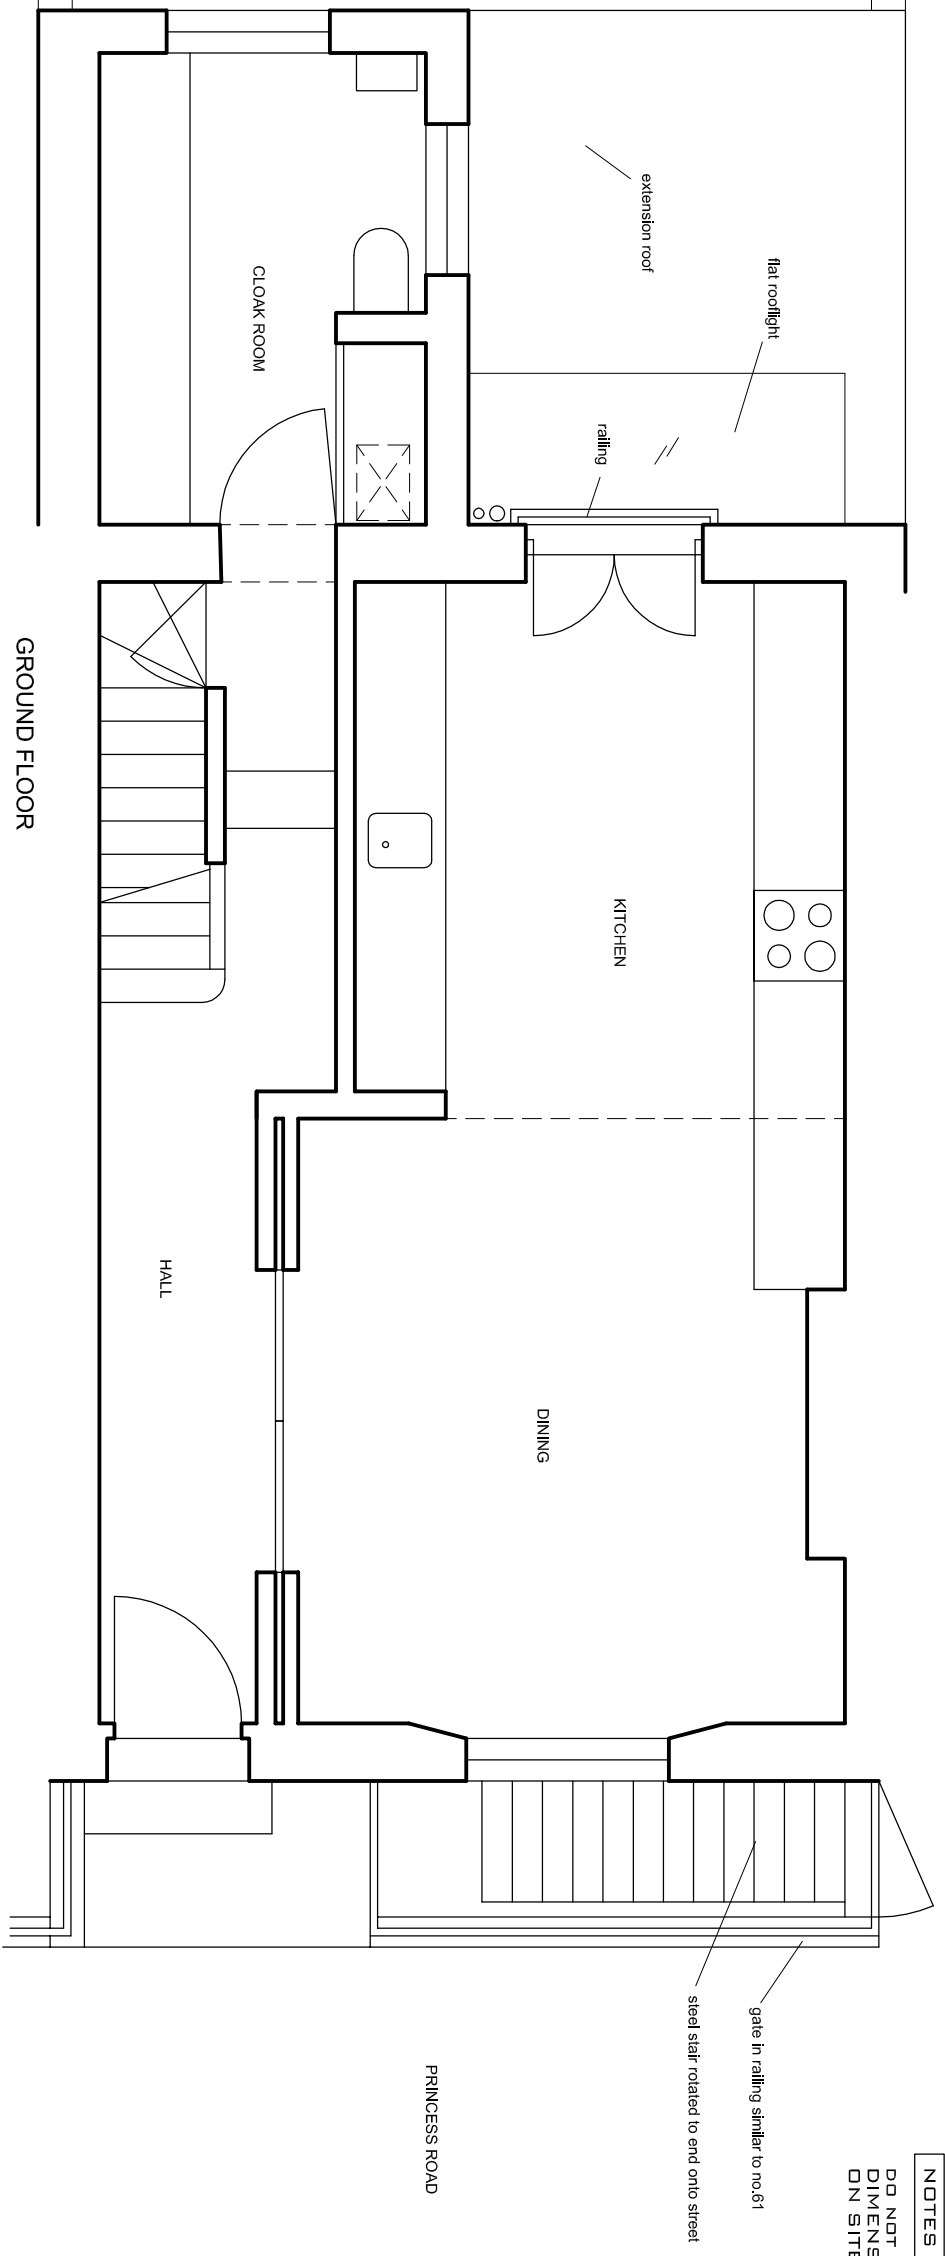 NOTES
DO NOT
DIMENS
ON SITE
extension roof
flat rooflight
railing
CLOAK ROOM
KITCHEN
DINING
HALL
gate in railing similar to no.61
steel stair rotated to end onto street
PRINCESS ROAD
GROUND FLOOR